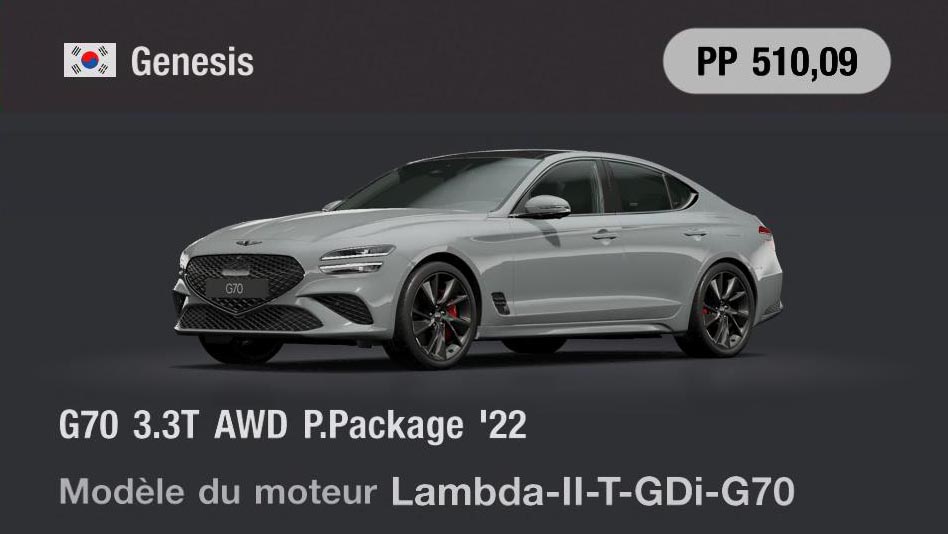 Genesis
PP 510,09
G70
G70 3.3T AWD P.Package '22
Modèle du moteur Lambda-II-T-GDi-G70